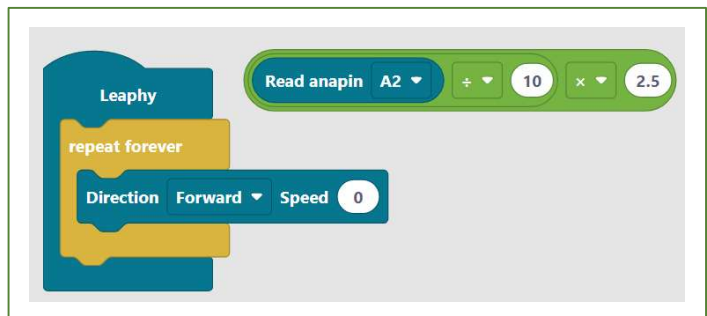 Read anapin A2 ÷ 10 × 2.5
Leaphy
repeat forever
Direction Forward Speed 0